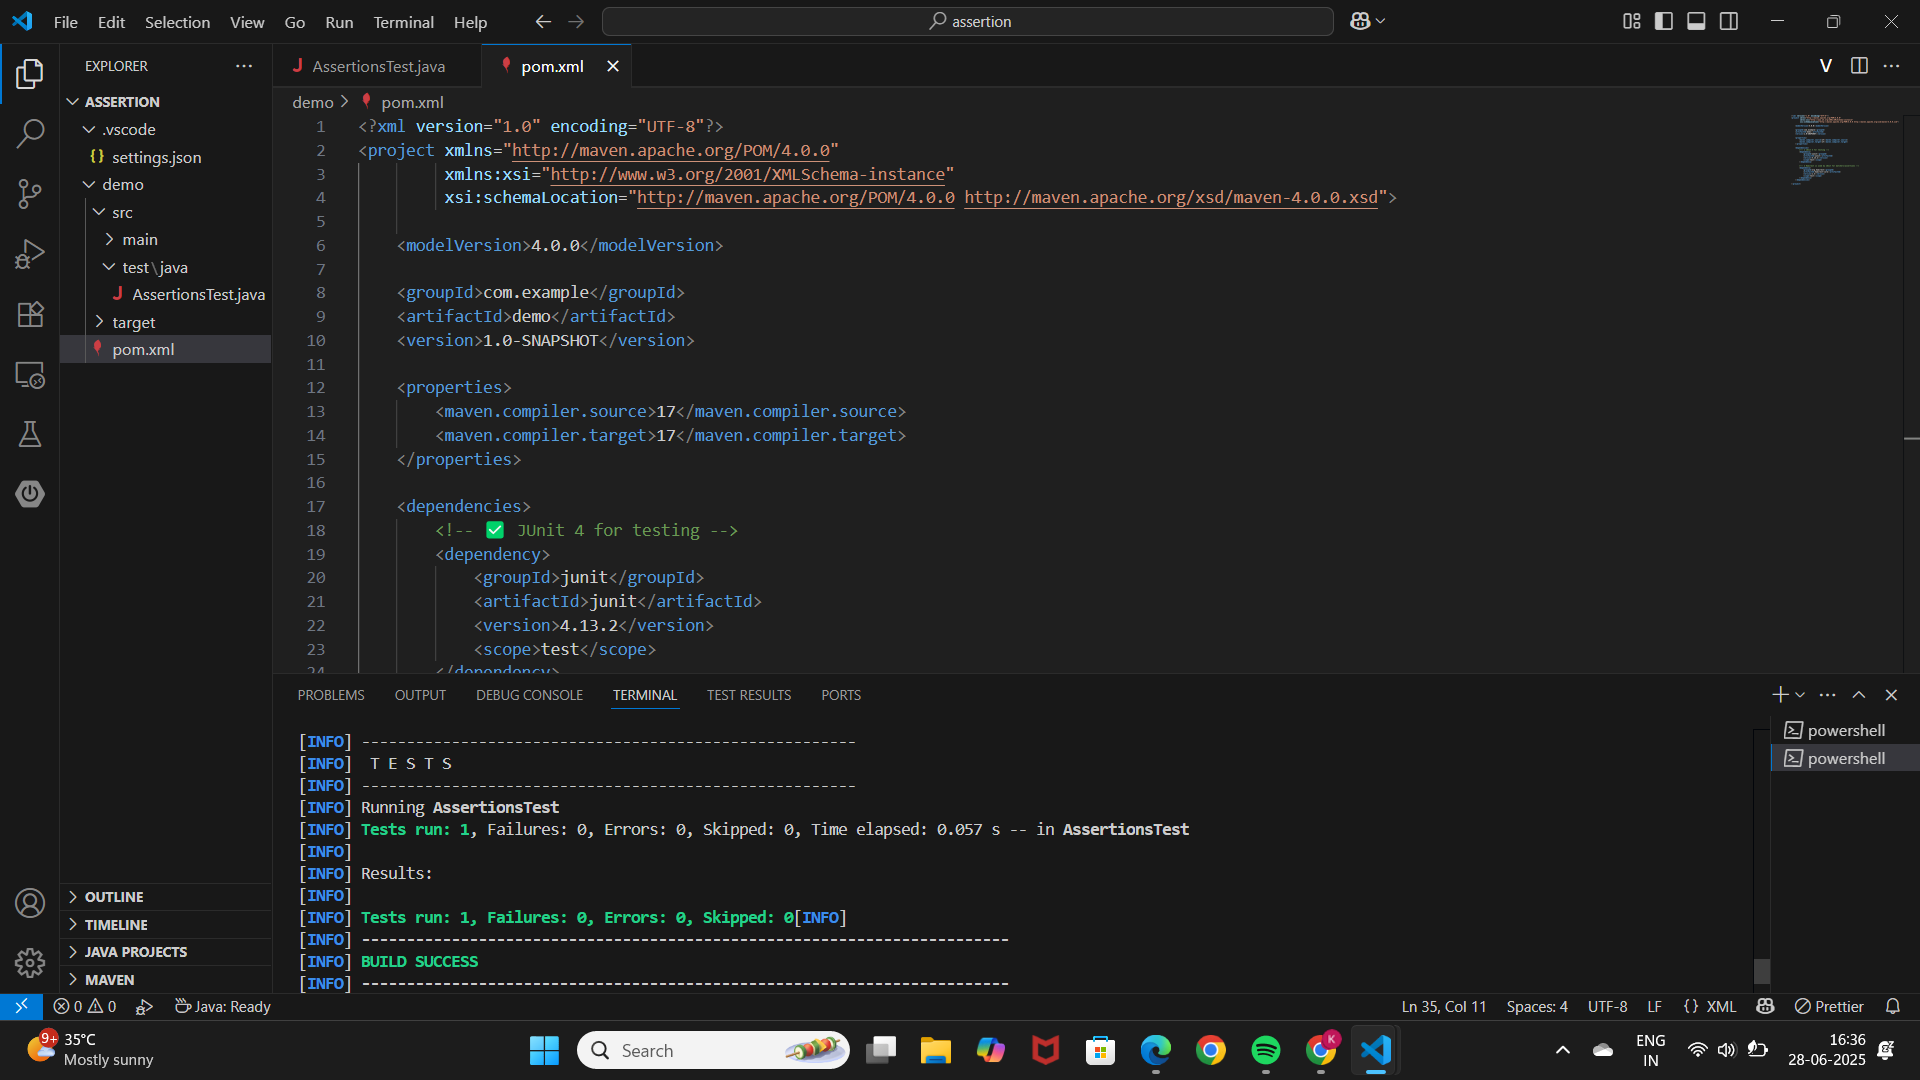 File Edit Selection View Go Run Terminal Help
assertion
EXPLORER
ASSERTION
.vscode
{} settings.json
demo
src
main
test\java
J AssertionsTest.java
target
pom.xml
OUTLINE
TIMELINE
JAVA PROJECTS
MAVEN
J AssertionsTest.java
pom.xml
V
demo > pom.xml
1 <?xml version="1.0" encoding="UTF-8"?>
2 <project xmlns="http://maven.apache.org/POM/4.0.0"
3 xmlns:xsi="http://www.w3.org/2001/XMLSchema-instance"
4 xsi:schemaLocation="http://maven.apache.org/POM/4.0.0 http://maven.apache.org/xsd/maven-4.0.0.xsd">
5
6 <modelVersion>4.0.0</modelVersion>
7
8 <groupId>com.example</groupId>
9 <artifactId>demo</artifactId>
10 <version>1.0-SNAPSHOT</version>
11
12 <properties>
13 <maven.compiler.source>17</maven.compiler.source>
14 <maven.compiler.target>17</maven.compiler.target>
15 </properties>
16
17 <dependencies>
18 <!-- ✅ JUnit 4 for testing -->
19 <dependency>
20 <groupId>junit</groupId>
21 <artifactId>junit</artifactId>
22 <version>4.13.2</version>
23 <scope>test</scope>
24 </dependency>
PROBLEMS OUTPUT DEBUG CONSOLE TERMINAL TEST RESULTS PORTS
[INFO] -------------------------------------------------------
[INFO] T E S T S
[INFO] -------------------------------------------------------
[INFO] Running AssertionsTest
[INFO] Tests run: 1, Failures: 0, Errors: 0, Skipped: 0, Time elapsed: 0.057 s -- in AssertionsTest
[INFO]
[INFO] Results:
[INFO]
[INFO] Tests run: 1, Failures: 0, Errors: 0, Skipped: 0[INFO]
[INFO] ------------------------------------------------------------------------
[INFO] BUILD SUCCESS
[INFO] ------------------------------------------------------------------------
powershell
powershell
0 0 Java: Ready
Ln 35, Col 11 Spaces: 4 UTF-8 LF {} XML Prettier
9+
35°C
Mostly sunny
Search
K
ENG
IN
16:36
28-06-2025